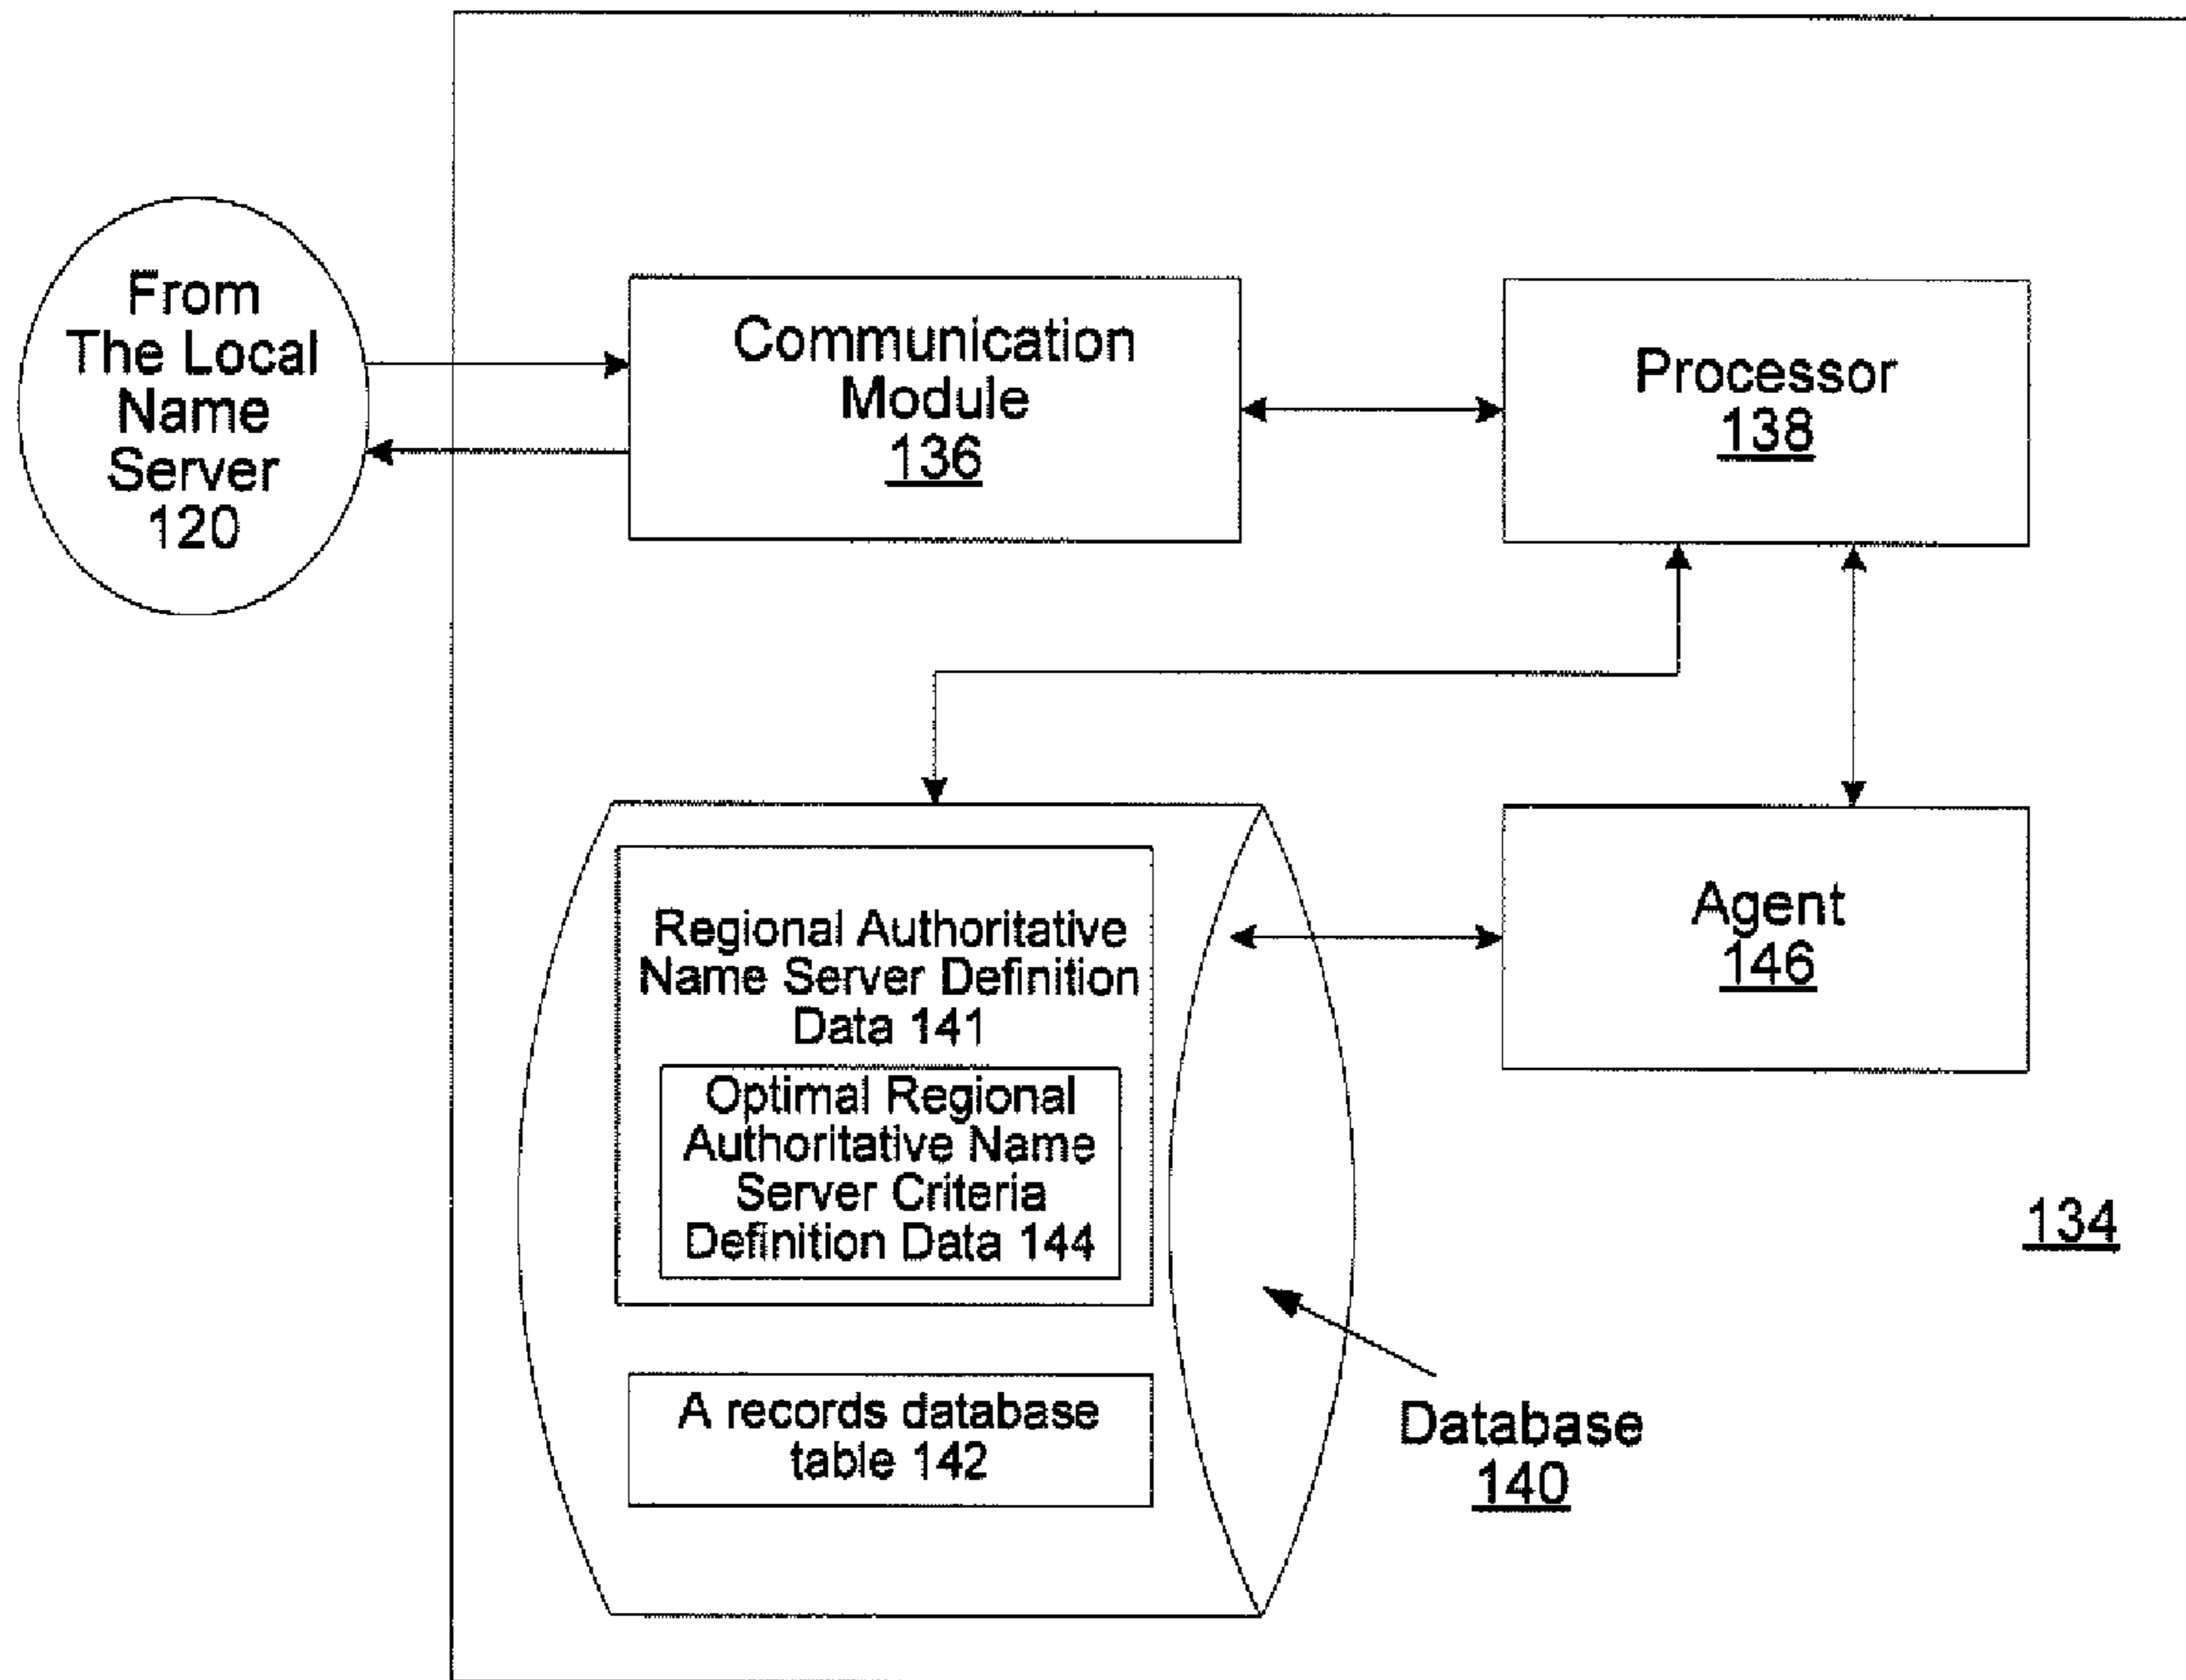 From
The Local
Name
Server
120
Communication
Module
136
Processor
138
Regional Authoritative
Name Server Definition
Data 141
Optimal Regional
Authoritative Name
Server Criteria
Definition Data 144
A records database
table 142
Agent
146
134
Database
140